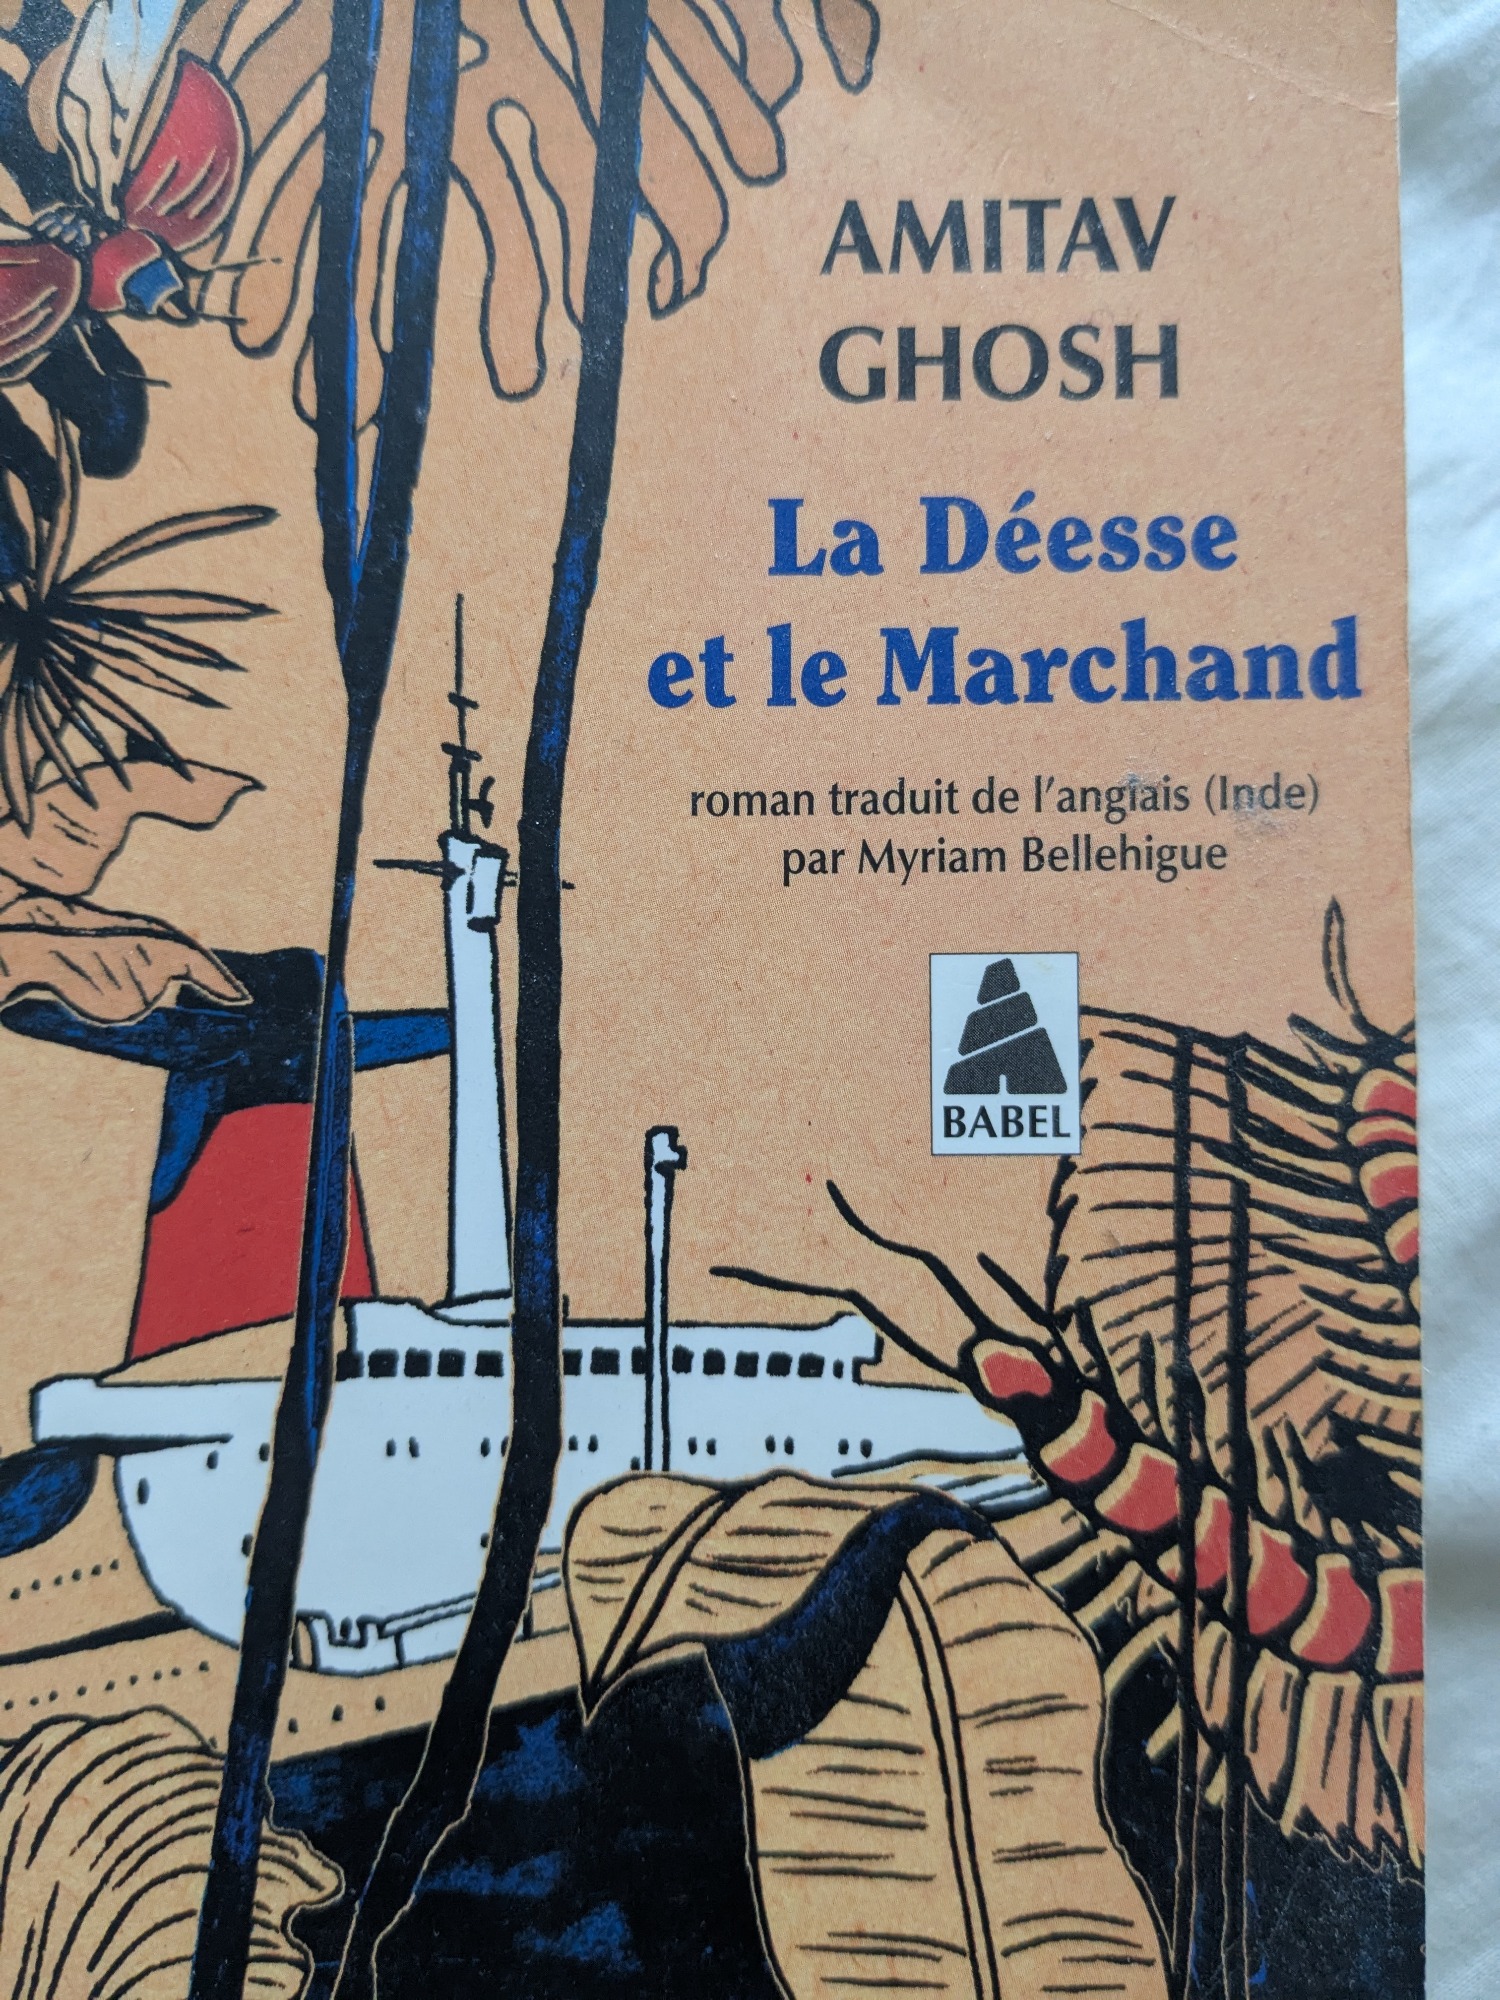 AMITAV
GHOSH
La Déesse
et le Marchand
roman traduit de l'anglais (Inde)
par Myriam Bellehigue
BABEL